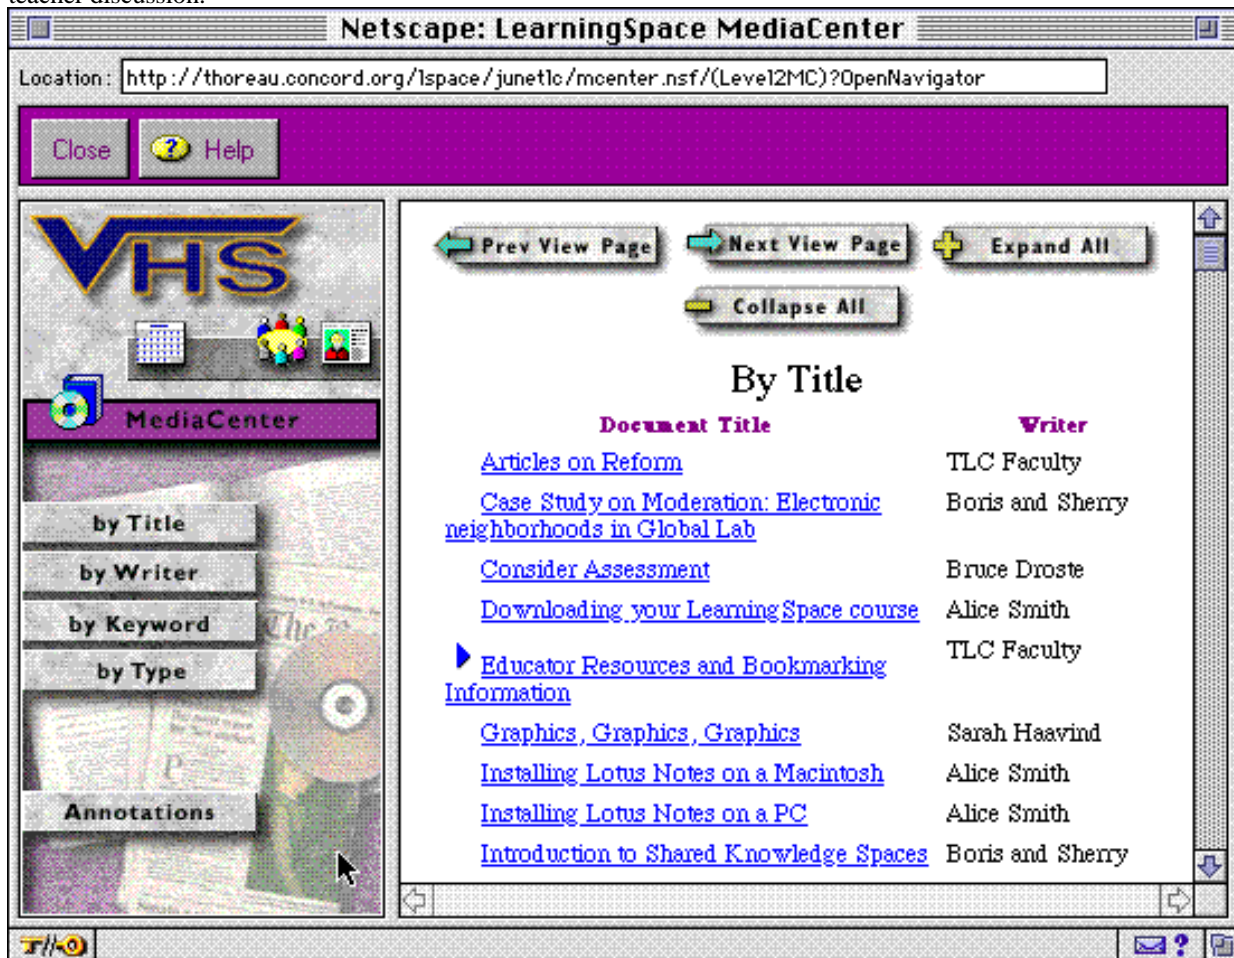 teacher discussion.
Netscape: LearningSpace MediaCenter
Location: http://thoreau.concord.org/lspace/junetlc/mcenter.nsf/(Level2MC)?OpenNavigator
Close ? Help
VHS
MediaCenter
by Title
by Writer
by Keyword
by Type
The
P
Annotations
Prev View Page Next View Page Expand All
Collapse All
By Title
Document Title Writer
Articles on Reform TLC Faculty
Case Study on Moderation: Electronic Boris and Sherry
neighborhoods in Global Lab
Consider Assessment Bruce Droste
Downloading your LearningSpace course Alice Smith
Educator Resources and Bookmarking TLC Faculty
Information
Graphics, Graphics, Graphics Sarah Haavind
Installing Lotus Notes on a Macintosh Alice Smith
Installing Lotus Notes on a PC Alice Smith
Introduction to Shared Knowledge Spaces Boris and Sherry
?